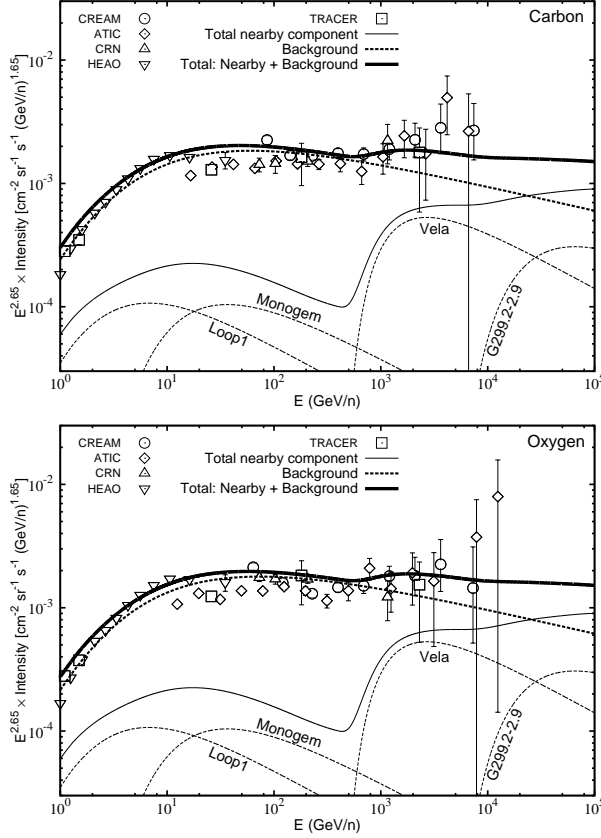 Carbon
CREAM
ATIC
CRN
HEAO
TRACER
Total nearby component
Background
Total: Nearby + Background
E^2.65 × Intensity [cm^-2 sr^-1 s^-1 (GeV/n)^1.65]
10^-2
10^-3
10^-4
Vela
Monogem
Loop1
G299.2-2.9
10^0 10^1 10^2 10^3 10^4 10^5
E (GeV/n)
Oxygen
CREAM
ATIC
CRN
HEAO
TRACER
Total nearby component
Background
Total: Nearby + Background
E^2.65 × Intensity [cm^-2 sr^-1 s^-1 (GeV/n)^1.65]
10^-2
10^-3
10^-4
Vela
Monogem
Loop1
G299.2-2.9
10^0 10^1 10^2 10^3 10^4 10^5
E (GeV/n)